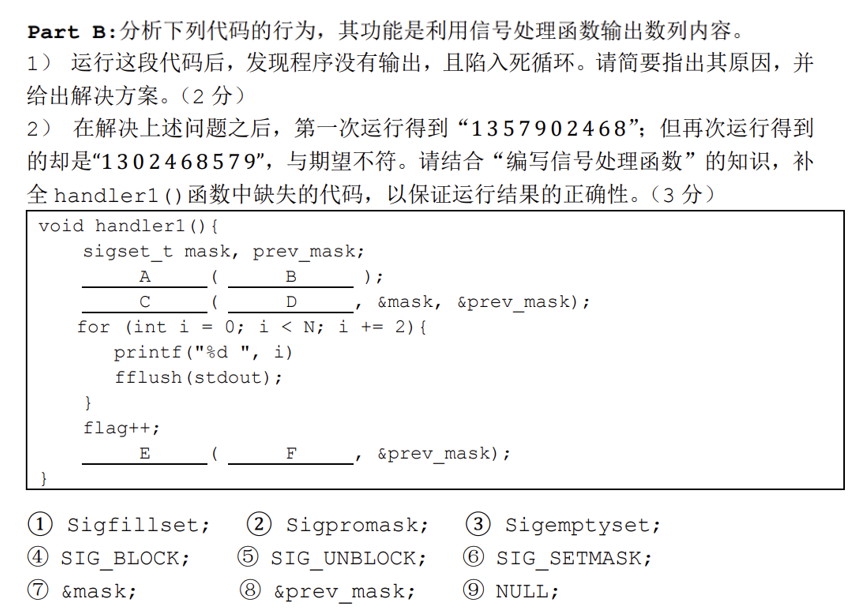 Part B:分析下列代码的行为，其功能是利用信号处理函数输出数列内容。
1） 运行这段代码后，发现程序没有输出，且陷入死循环。请简要指出其原因，并
给出解决方案。（2 分）
2） 在解决上述问题之后，第一次运行得到“1357902468”；但再次运行得到
的却是“1302468579”，与期望不符。请结合“编写信号处理函数”的知识，补
全 handler1()函数中缺失的代码，以保证运行结果的正确性。（3 分）
void handler1(){
sigset_t mask, prev_mask;
A ( B );
C ( D , &mask, &prev_mask);
for (int i = 0; i < N; i += 2){
printf("%d ", i)
fflush(stdout);
}
flag++;
E ( F , &prev_mask);
}
① Sigfillset; ② Sigpromask; ③ Sigemptyset;
④ SIG_BLOCK; ⑤ SIG_UNBLOCK; ⑥ SIG_SETMASK;
⑦ &mask; ⑧ &prev_mask; ⑨ NULL;